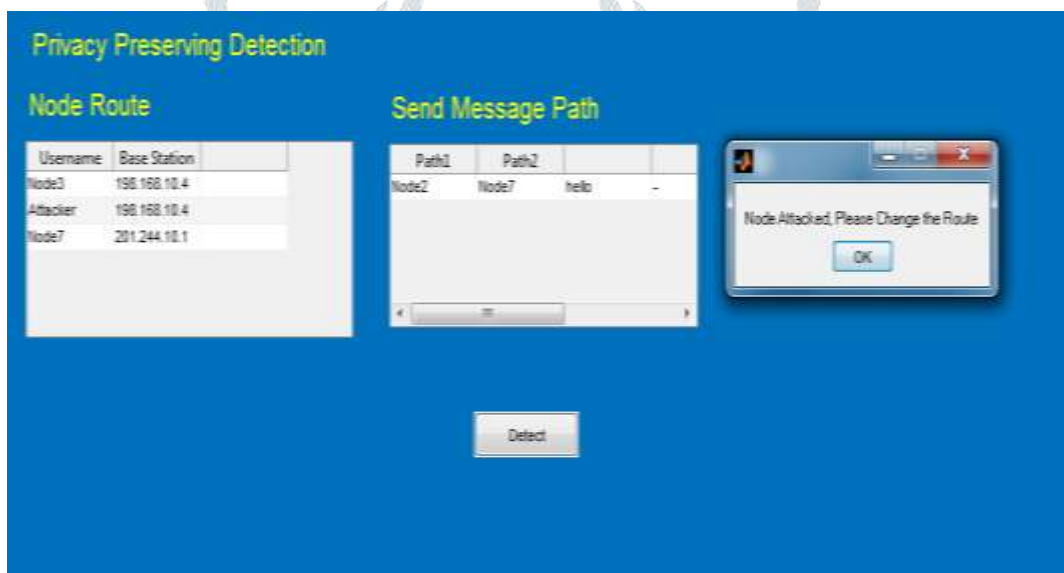 Privacy Preserving Detection
Node Route
Username Base Station
Node3 198.168.10.4
Attacker 198.168.10.4
Node7 201.244.10.1
Send Message Path
Path1 Path2
Node2 Node7 hello -
Node Attacked, Please Change the Route
OK
Detect